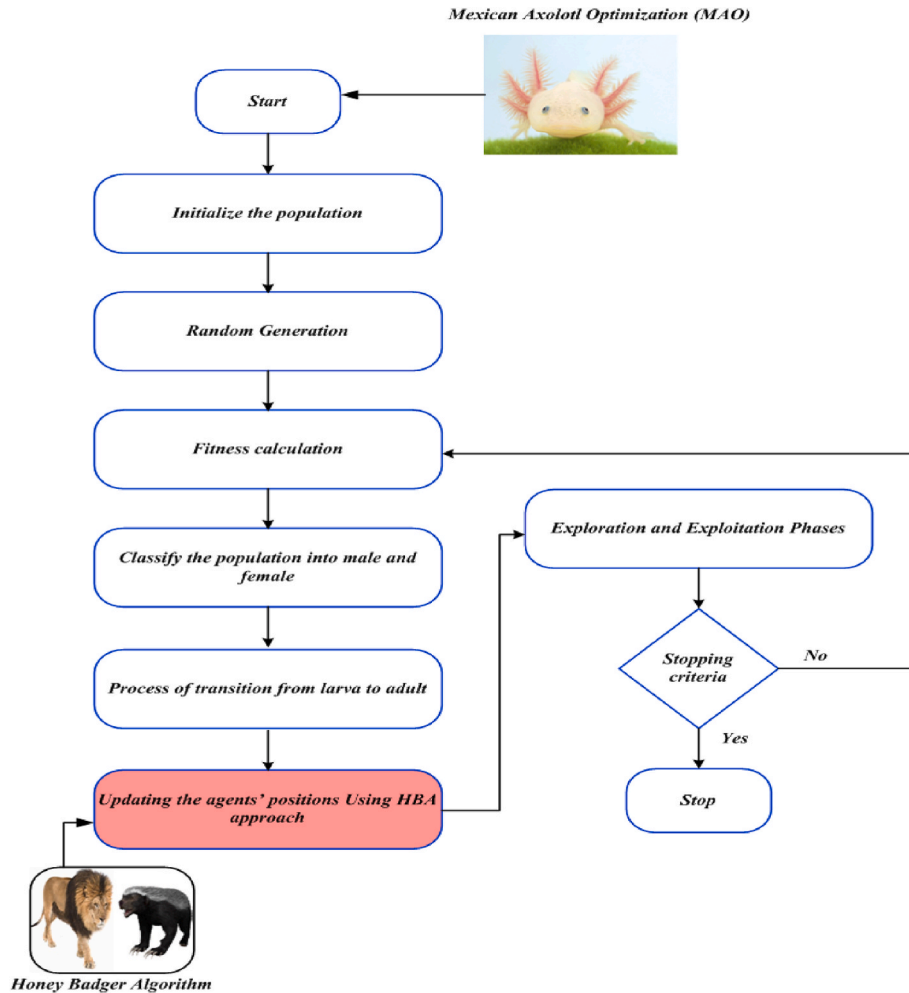 Mexican Axolotl Optimization (MAO)
Start
Initialize the population
Random Generation
Fitness calculation
Classify the population into male and
female
Process of transition from larva to adult
Updating the agents' positions Using HBA
approach
Honey Badger Algorithm
Exploration and Exploitation Phases
Stopping
criteria
No
Yes
Stop